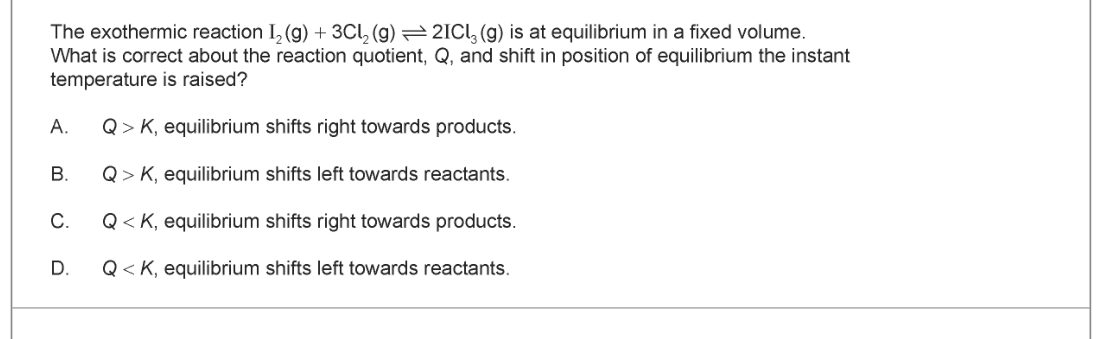 The exothermic reaction I₂(g) + 3Cl₂(g) ⇌ 2ICl₃(g) is at equilibrium in a fixed volume.
What is correct about the reaction quotient, Q, and shift in position of equilibrium the instant
temperature is raised?
A. Q > K, equilibrium shifts right towards products.
B. Q > K, equilibrium shifts left towards reactants.
C. Q < K, equilibrium shifts right towards products.
D. Q < K, equilibrium shifts left towards reactants.